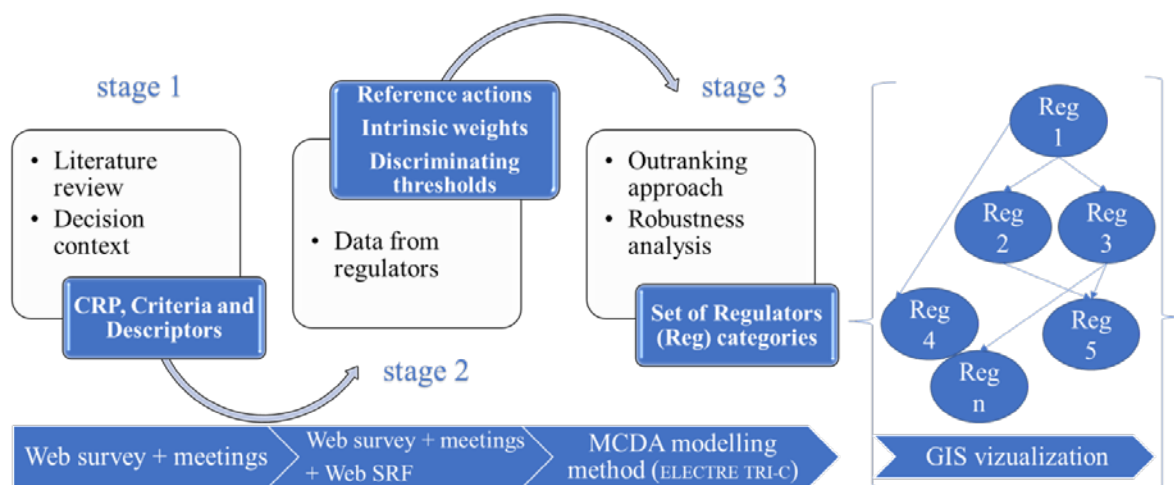 stage 1
• Literature
review
• Decision
context
CRP, Criteria and
Descriptors
Reference actions
Intrinsic weights
Discriminating
thresholds
• Data from
regulators
stage 2
stage 3
• Outranking
approach
• Robustness
analysis
Set of Regulators
(Reg) categories
Reg
1
Reg
2
Reg
3
Reg
4
Reg
5
Reg
n
Web survey + meetings
Web survey + meetings
+ Web SRF
MCDA modelling
method (ELECTRE TRI-C)
GIS vizualization